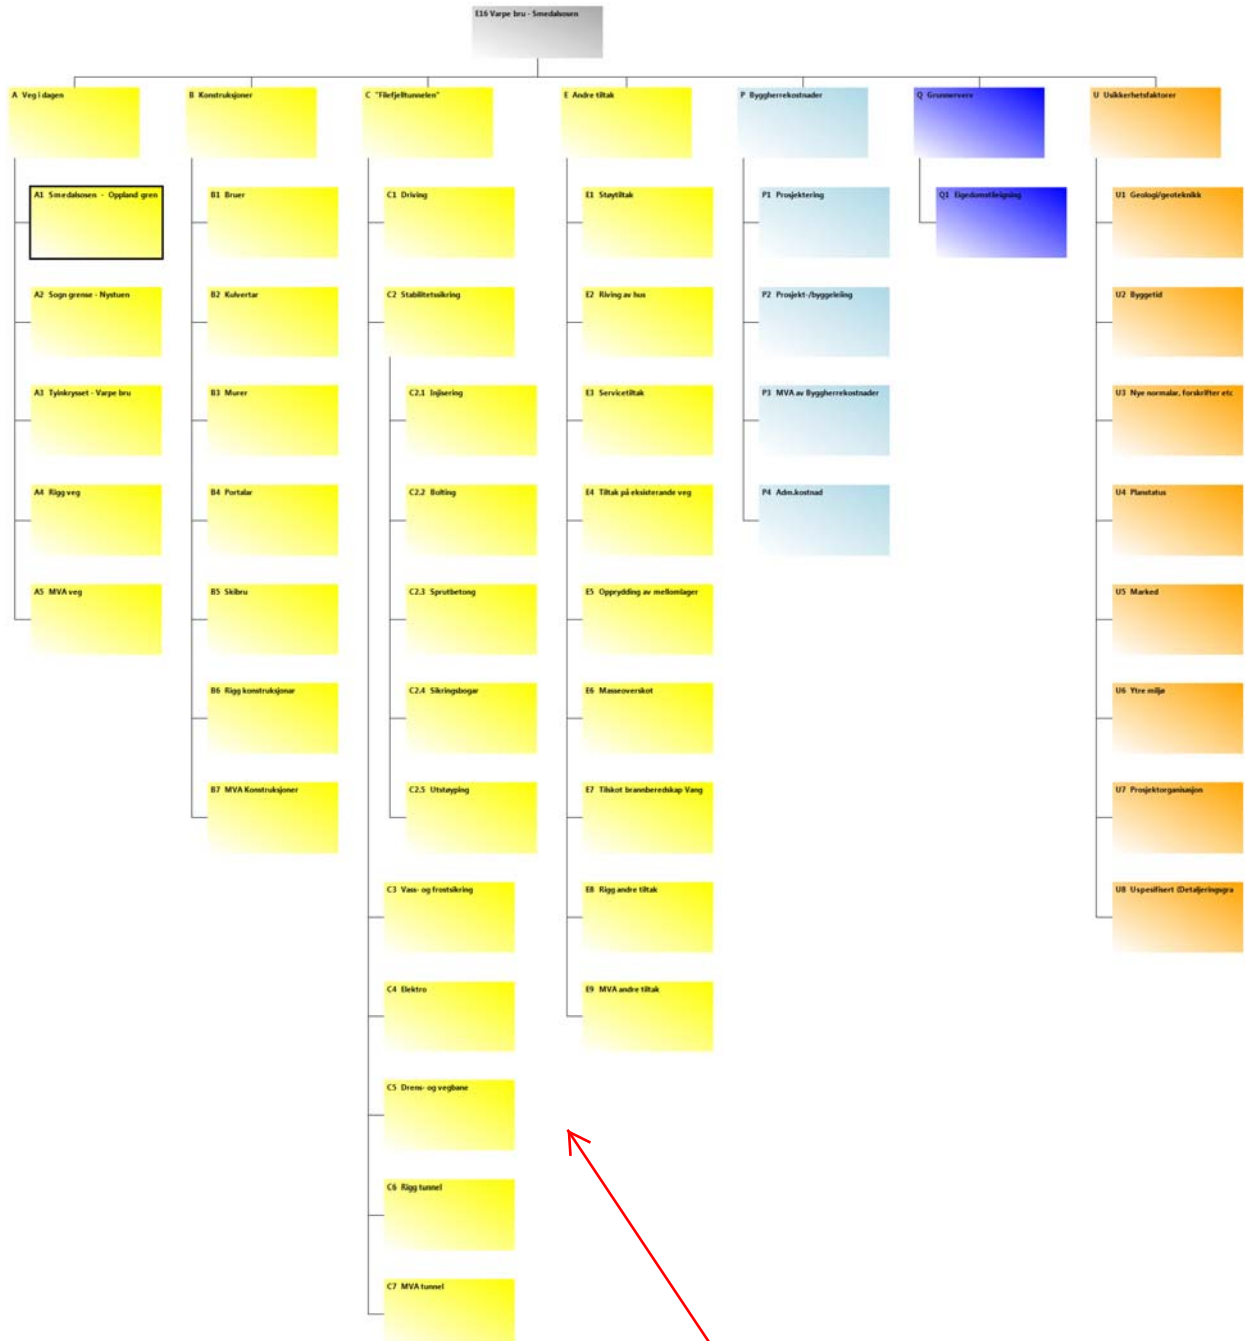 E16 Varpe bru - Smedalsosen
A Veg i dagen
B Konstruksjoner
C "Filefjelltunnelen"
E Andre tiltak
P Byggherrekostnader
Q Grunnerverv
U Usikkerhetsfaktorer
A1 Smedalsosen - Oppland gren
B1 Bruer
C1 Driving
E1 Støytiltak
P1 Prosjektering
Q1 Eigedomstileigning
U1 Geologi/geoteknikk
A2 Sogn grense - Nystuen
B2 Kulvertar
C2 Stabilitetssikring
E2 Riving av hus
P2 Prosjekt-/byggeleiing
U2 Byggetid
A3 Tyinkrysset - Varpe bru
B3 Murer
C2.1 Injisering
E3 Servicetiltak
P3 MVA av Byggherrekostnader
U3 Nye normalar, forskrifter etc
A4 Rigg veg
B4 Portalar
C2.2 Bolting
E4 Tiltak på eksisterande veg
P4 Adm.kostnad
U4 Planstatus
A5 MVA veg
B5 Skibru
C2.3 Sprutbetong
E5 Opprydding av mellomlager
U5 Marked
B6 Rigg konstruksjonar
C2.4 Sikringsbogar
E6 Masseoverskot
U6 Ytre miljø
B7 MVA Konstruksjoner
C2.5 Utstøyping
E7 Tilskot brannberedskap Vang
U7 Prosjektorganisasjon
C3 Vass- og frostsikring
E8 Rigg andre tiltak
U8 Uspesifisert (Detaljeringsgra
C4 Elektro
E9 MVA andre tiltak
C5 Drens- og vegbane
C6 Rigg tunnel
C7 MVA tunnel